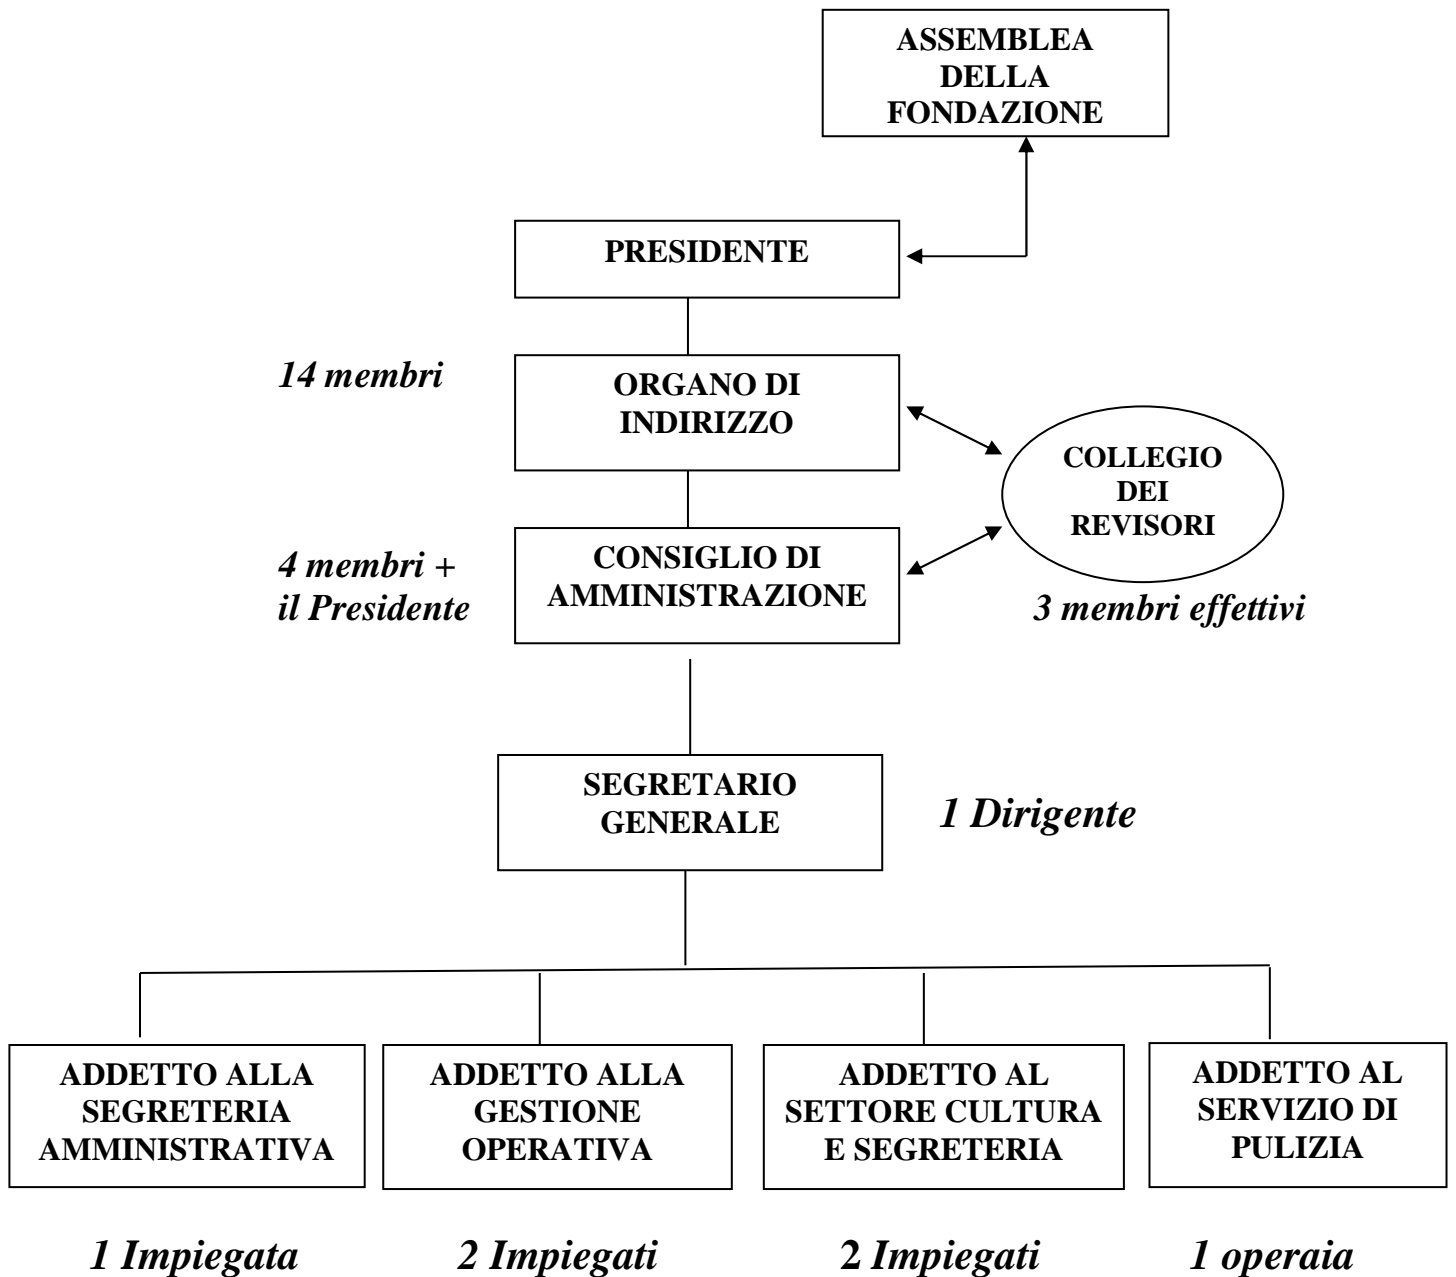 ASSEMBLEA
DELLA
FONDAZIONE
PRESIDENTE
14 membri
ORGANO DI
INDIRIZZO
COLLEGIO
DEI
REVISORI
4 membri +
il Presidente
CONSIGLIO DI
AMMINISTRAZIONE
3 membri effettivi
SEGRETARIO
GENERALE
1 Dirigente
ADDETTO ALLA
SEGRETERIA
AMMINISTRATIVA
ADDETTO ALLA
GESTIONE
OPERATIVA
ADDETTO AL
SETTORE CULTURA
E SEGRETERIA
ADDETTO AL
SERVIZIO DI
PULIZIA
1 Impiegata
2 Impiegati
2 Impiegati
1 operaia